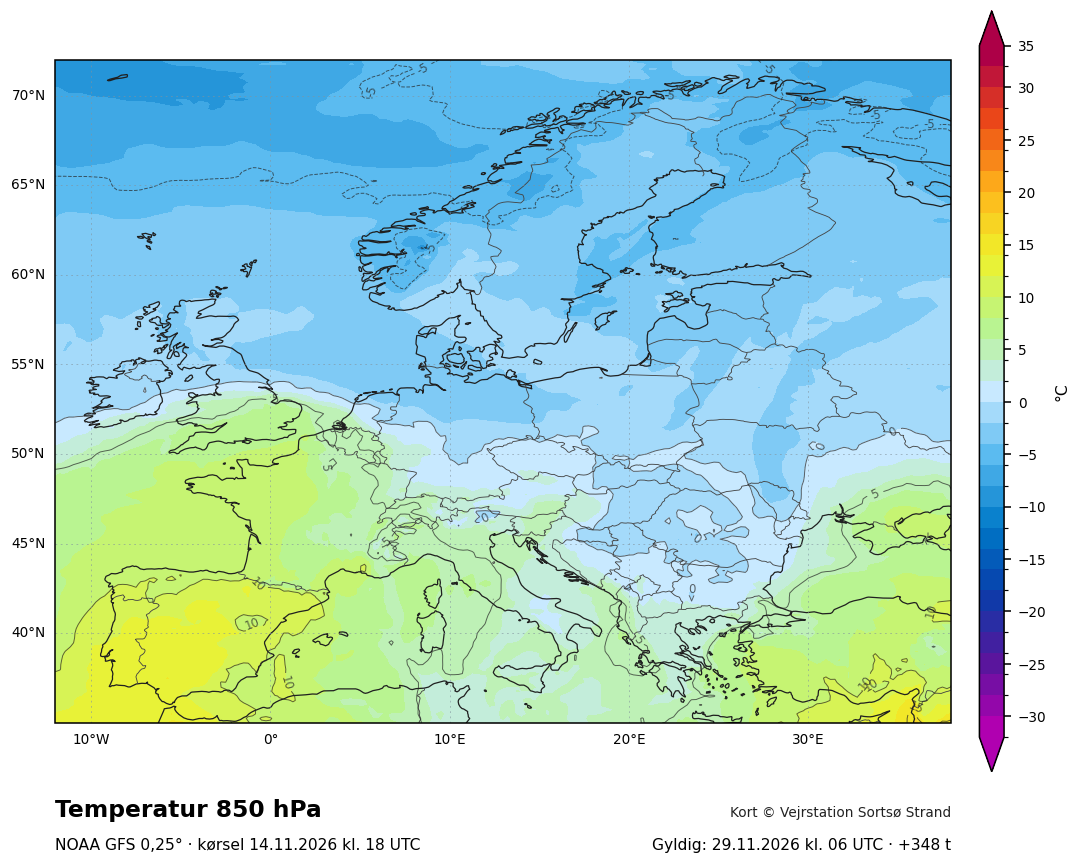 70°N
65°N
60°N
55°N
50°N
45°N
40°N
10°W
0°
10°E
20°E
30°E
35
30
25
20
15
10
5
0
−5
−10
−15
−20
−25
−30
°C
Temperatur 850 hPa
Kort © Vejrstation Sortsø Strand
NOAA GFS 0,25° · kørsel 14.11.2026 kl. 18 UTC
Gyldig: 29.11.2026 kl. 06 UTC · +348 t